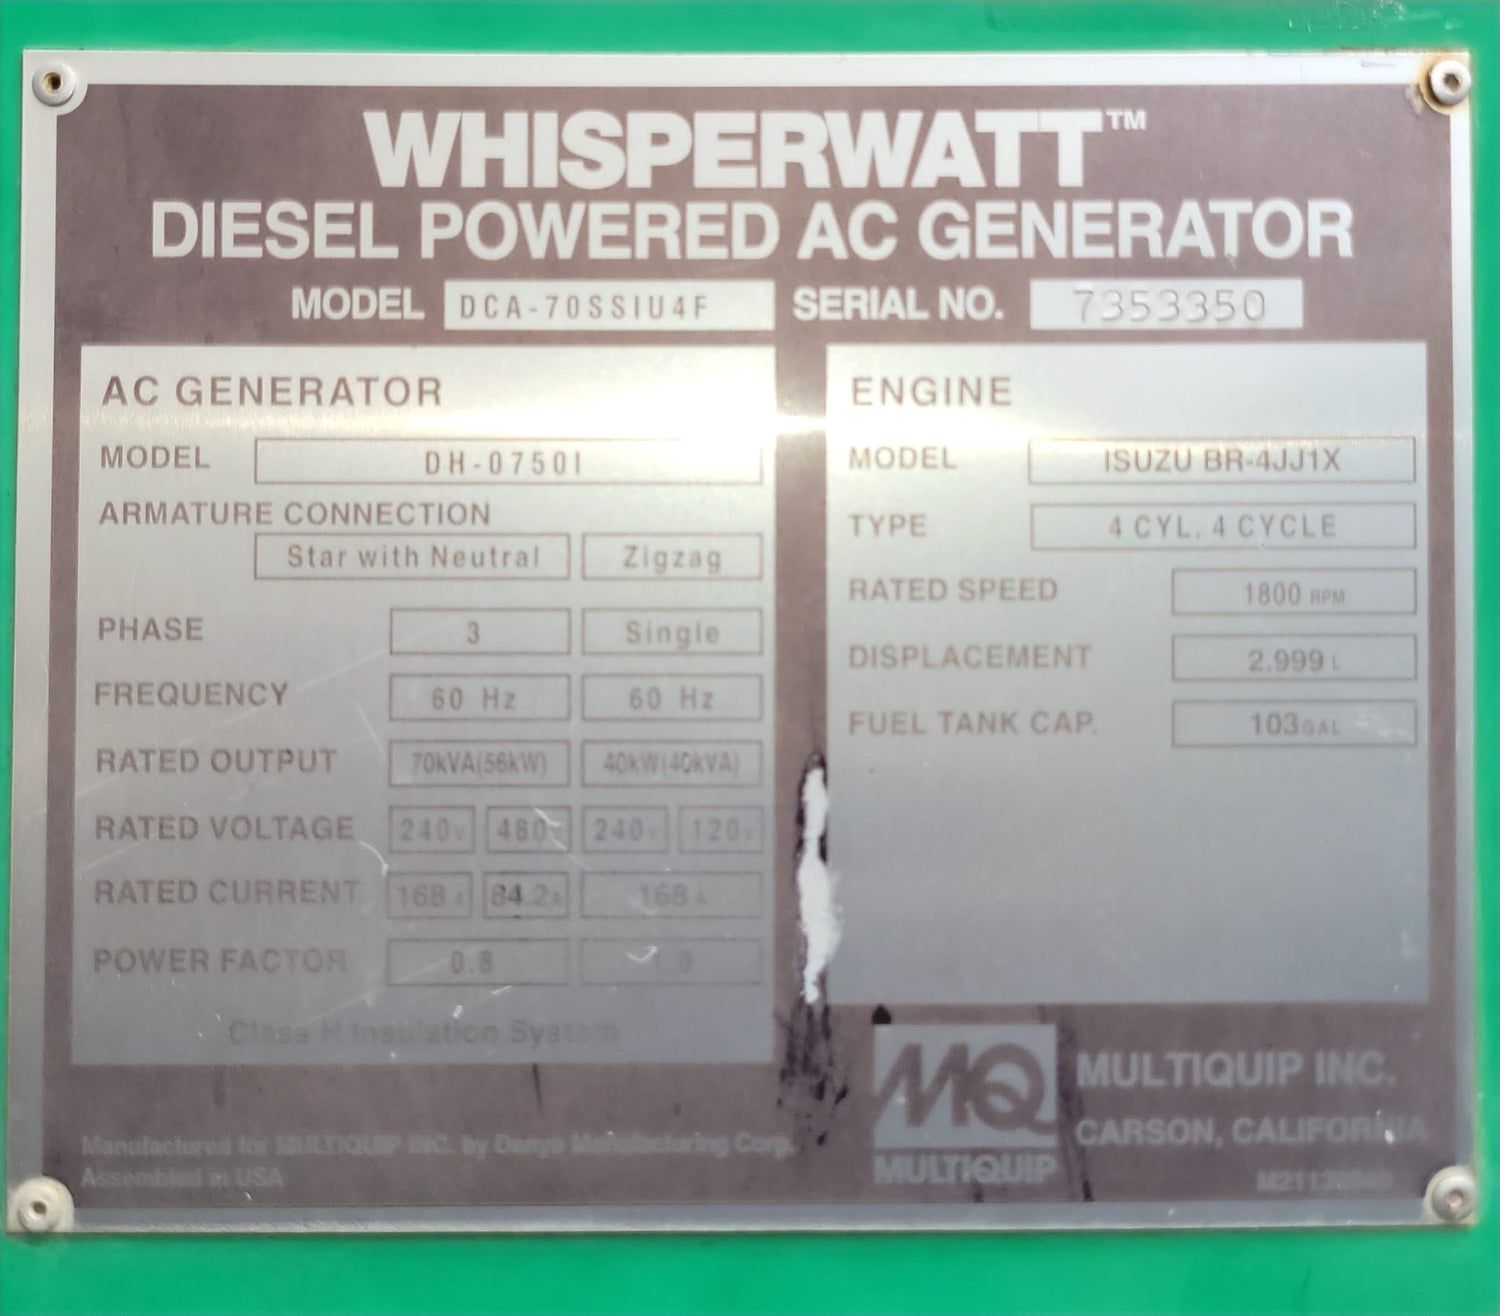 WHISPERWATT™
DIESEL POWERED AC GENERATOR
MODEL DCA-70SSIU4F SERIAL NO. 7353350
AC GENERATOR
MODEL DH-0750I
ARMATURE CONNECTION
Star with Neutral Zigzag
PHASE 3 Single
FREQUENCY 60 Hz 60 Hz
RATED OUTPUT 70kVA(56kW) 40kW(40kVA)
RATED VOLTAGE 240V 480V 240V 120V
RATED CURRENT 168A 84.2A 168A
POWER FACTOR 0.8 1.0
Class H Insulation System
ENGINE
MODEL ISUZU BR-4JJ1X
TYPE 4 CYL. 4 CYCLE
RATED SPEED 1800 RPM
DISPLACEMENT 2.999 L
FUEL TANK CAP. 103 GAL
Manufactured for MULTIQUIP INC. by Denyo Manufacturing Corp.
Assembled in USA
MQ
MULTIQUIP
MULTIQUIP INC.
CARSON, CALIFORNIA